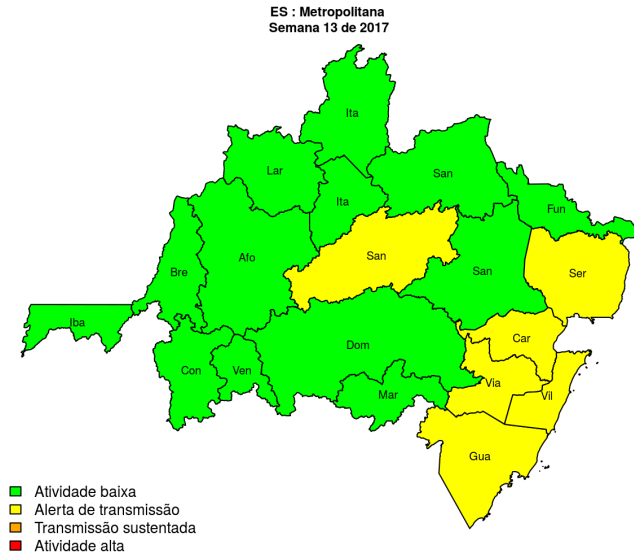 ES : Metropolitana
Semana 13 de 2017
Ita
Lar
San
Ita
Fun
San
Afo
Bre
San
Ser
Iba
Car
Dom
Con
Ven
Via
Mar
Vil
Gua
Atividade baixa
Alerta de transmissão
Transmissão sustentada
Atividade alta